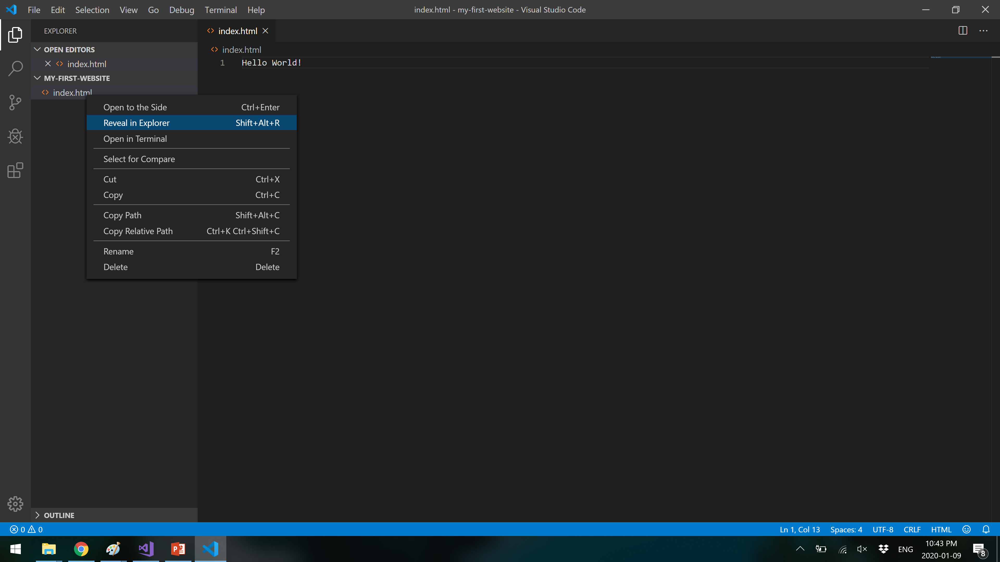 File Edit Selection View Go Debug Terminal Help
index.html - my-first-website - Visual Studio Code
EXPLORER
OPEN EDITORS
index.html
MY-FIRST-WEBSITE
index.html
index.html
index.html
1 Hello World!
Open to the Side Ctrl+Enter
Reveal in Explorer Shift+Alt+R
Open in Terminal
Select for Compare
Cut Ctrl+X
Copy Ctrl+C
Copy Path Shift+Alt+C
Copy Relative Path Ctrl+K Ctrl+Shift+C
Rename F2
Delete Delete
OUTLINE
0 0
Ln 1, Col 13 Spaces: 4 UTF-8 CRLF HTML
ENG
10:43 PM
2020-01-09
8